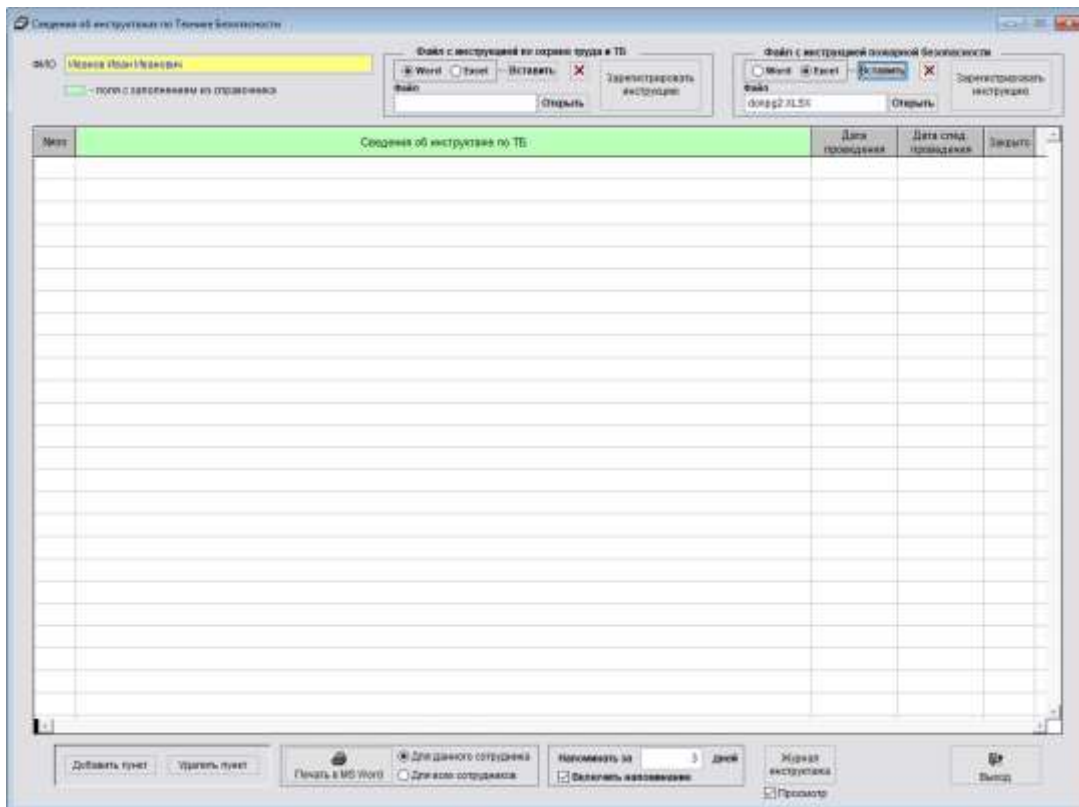 Сведения об инструктажах по Технике Безопасности
ФИО
Иванов Иван Иванович
- поля с заполнением из справочника
Файл с инструкцией по охране труда и ТБ
Word
Excel
Вставить
Файл
Открыть
Зарегистрировать
инструкцию
Файл с инструкцией пожарной безопасности
Word
Excel
Вставить
Файл
dokpg2.XLSX
Открыть
Зарегистрировать
инструкцию
Сведения об инструктаже по ТБ
Дата
проведения
Дата след.
проведения
Закрыто
Добавить пункт
Удалить пункт
Печать в MS Word
Для данного сотрудника
Для всех сотрудников
Напоминать за
3
дней
Включить напоминание
Журнал
инструктажа
Просмотр
Выход